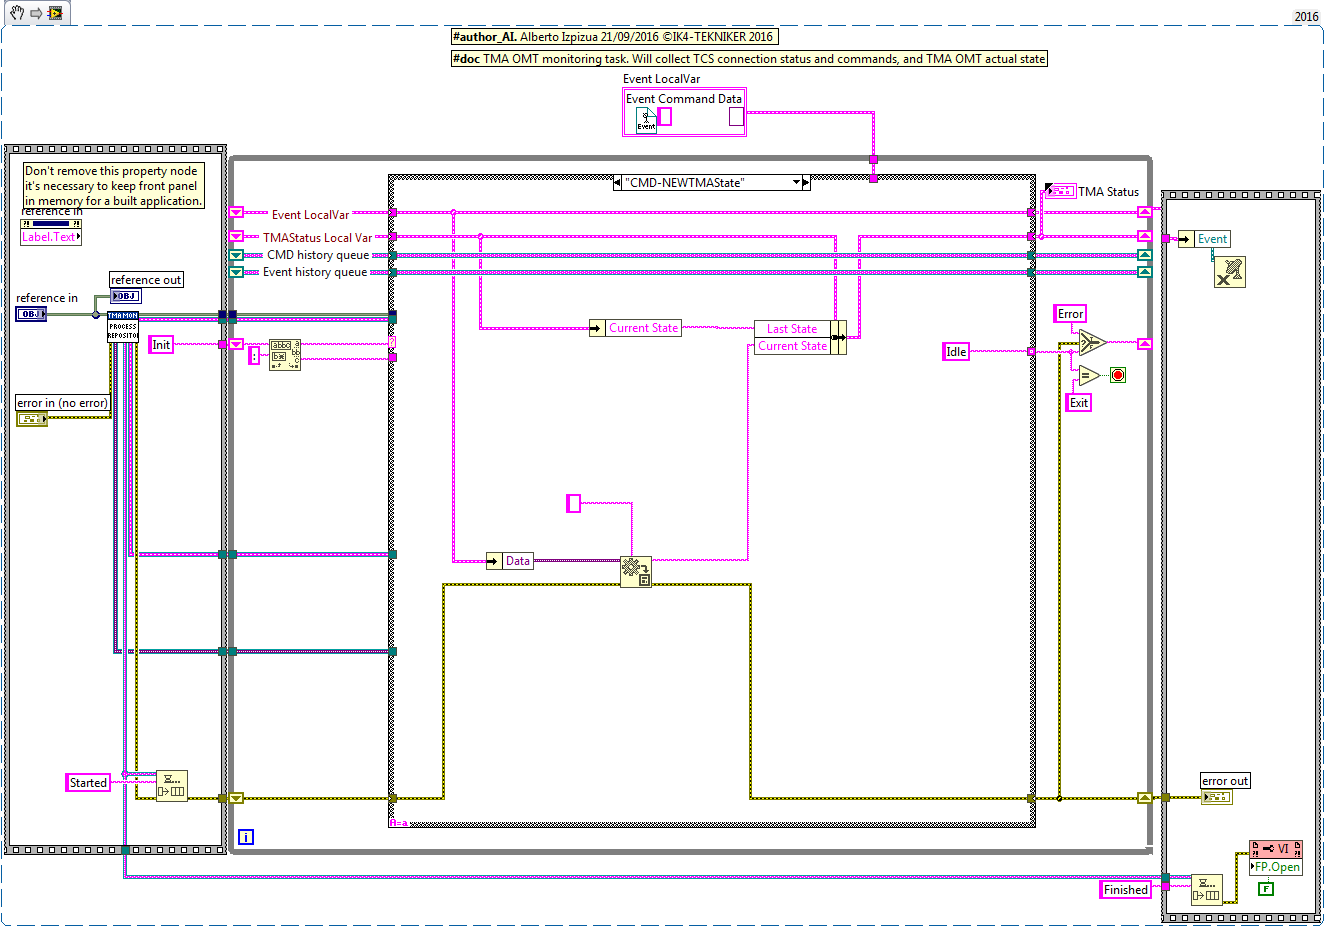 2016
#author_AI. Alberto Izpizua 21/09/2016 ©IK4-TEKNIKER 2016
#doc TMA OMT monitoring task. Will collect TCS connection status and commands, and TMA OMT actual state
Event LocalVar
Event Command Data
Event
Don't remove this property node
it's necessary to keep front panel
in memory for a built application.
reference in
Label.Text
"CMD-NEWTMAState"
TMA Status
Event LocalVar
TMAStatus Local Var
CMD history queue
Event history queue
Event
reference out
OBJ
reference in
OBJ
TMA MON
PROCESS
REPOSITO
Init
:
Current State
Last State
Current State
Error
Idle
Exit
error in (no error)
Data
Started
A=a
i
error out
VI
FP.Open
F
Finished